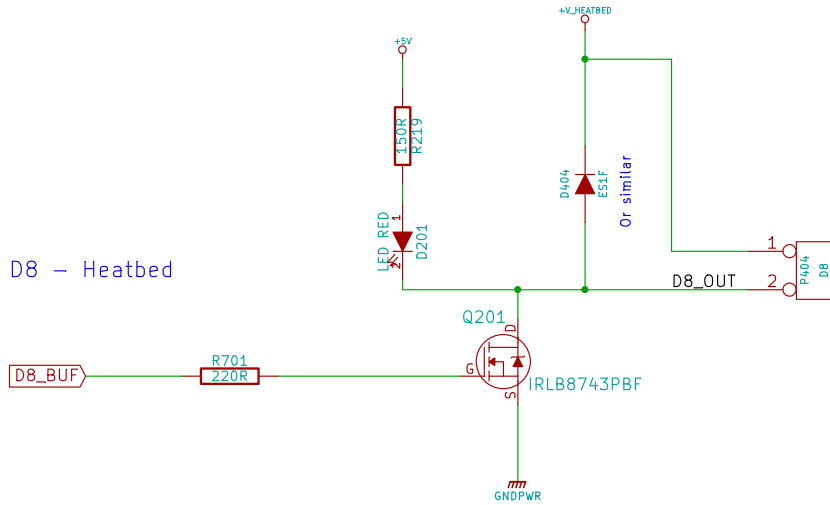 +V_HEATBED
+5V
150R
R219
D404
ES1F
Or similar
1
LED RED
D201
2
D8 - Heatbed
1
P404
D8
D8_OUT
2
Q201
D
G
S
IRLB8743PBF
D8_BUF
R701
220R
GNDPWR